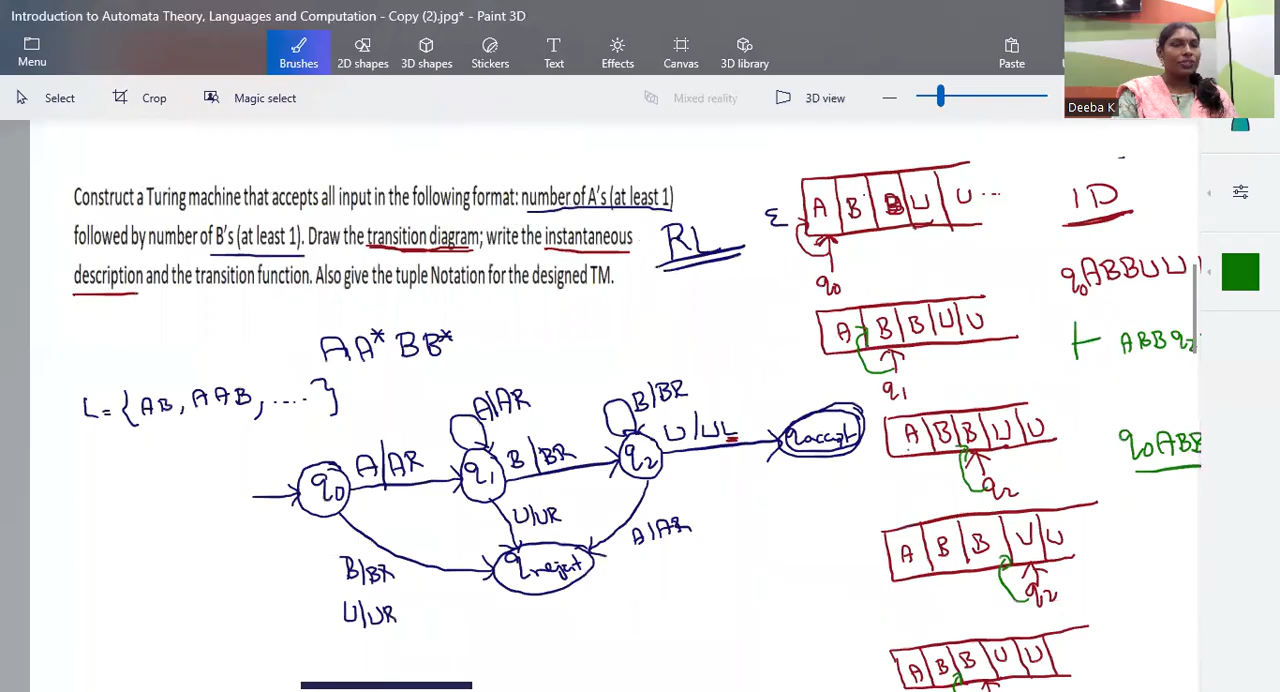 Introduction to Automata Theory, Languages and Computation - Copy (2).jpg* - Paint 3D
Menu
Brushes
2D shapes
3D shapes
Stickers
Text
Effects
Canvas
3D library
Paste
Select
Crop
Magic select
Mixed reality
3D view
Deeba K
Construct a Turing machine that accepts all input in the following format: number of A's (at least 1)
followed by number of B's (at least 1). Draw the transition diagram; write the instantaneous
description and the transition function. Also give the tuple Notation for the designed TM.
RL
AA* BB*
L = {AB, AAB, ....}
A/AR
B/BR
U/UL
q0
A/AR
q1
B/BR
q2
qaccept
U/UR
A/AR
qreject
B/BR
U/UR
Σ
A B B U U ...
q0
A B B U U
q1
A B B U U
q2
A B B U U
q2
A B B U U
ID
q0ABBUU
⊢ ABBq2
q0ABB